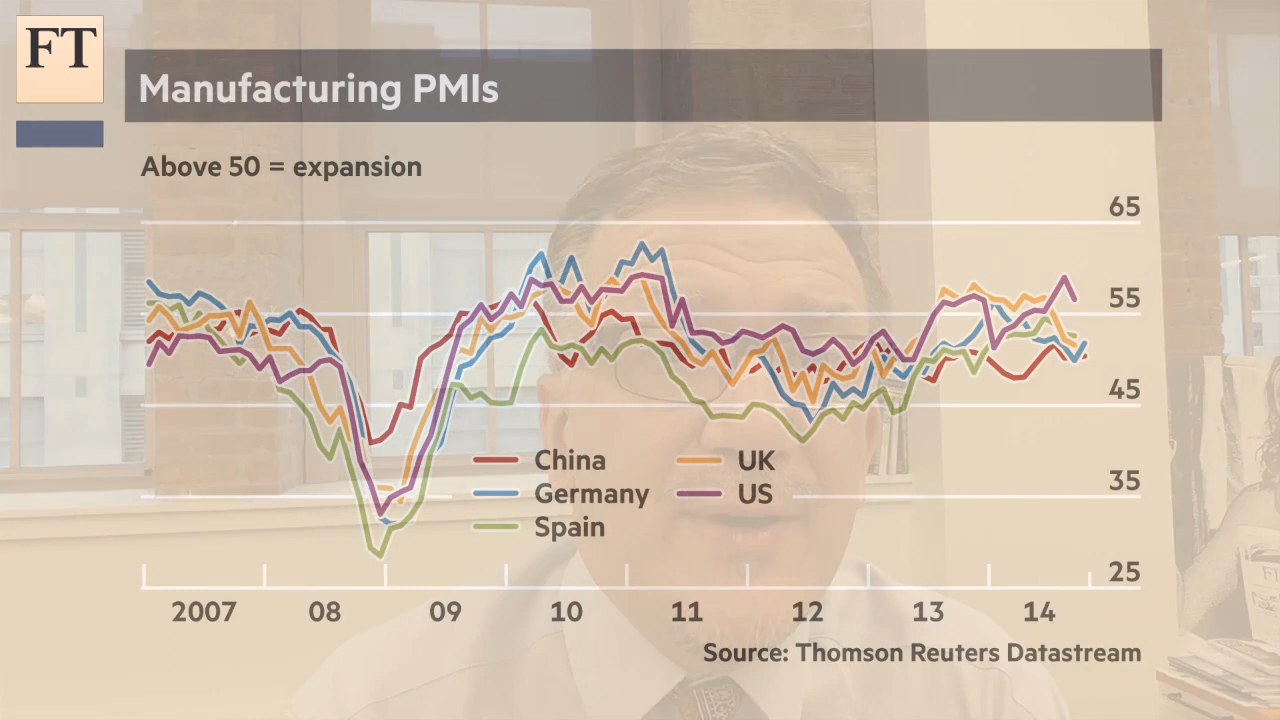 FT
Manufacturing PMIs
Above 50 = expansion
65
55
45
35
25
China
UK
Germany
US
Spain
2007 08 09 10 11 12 13 14
Source: Thomson Reuters Datastream